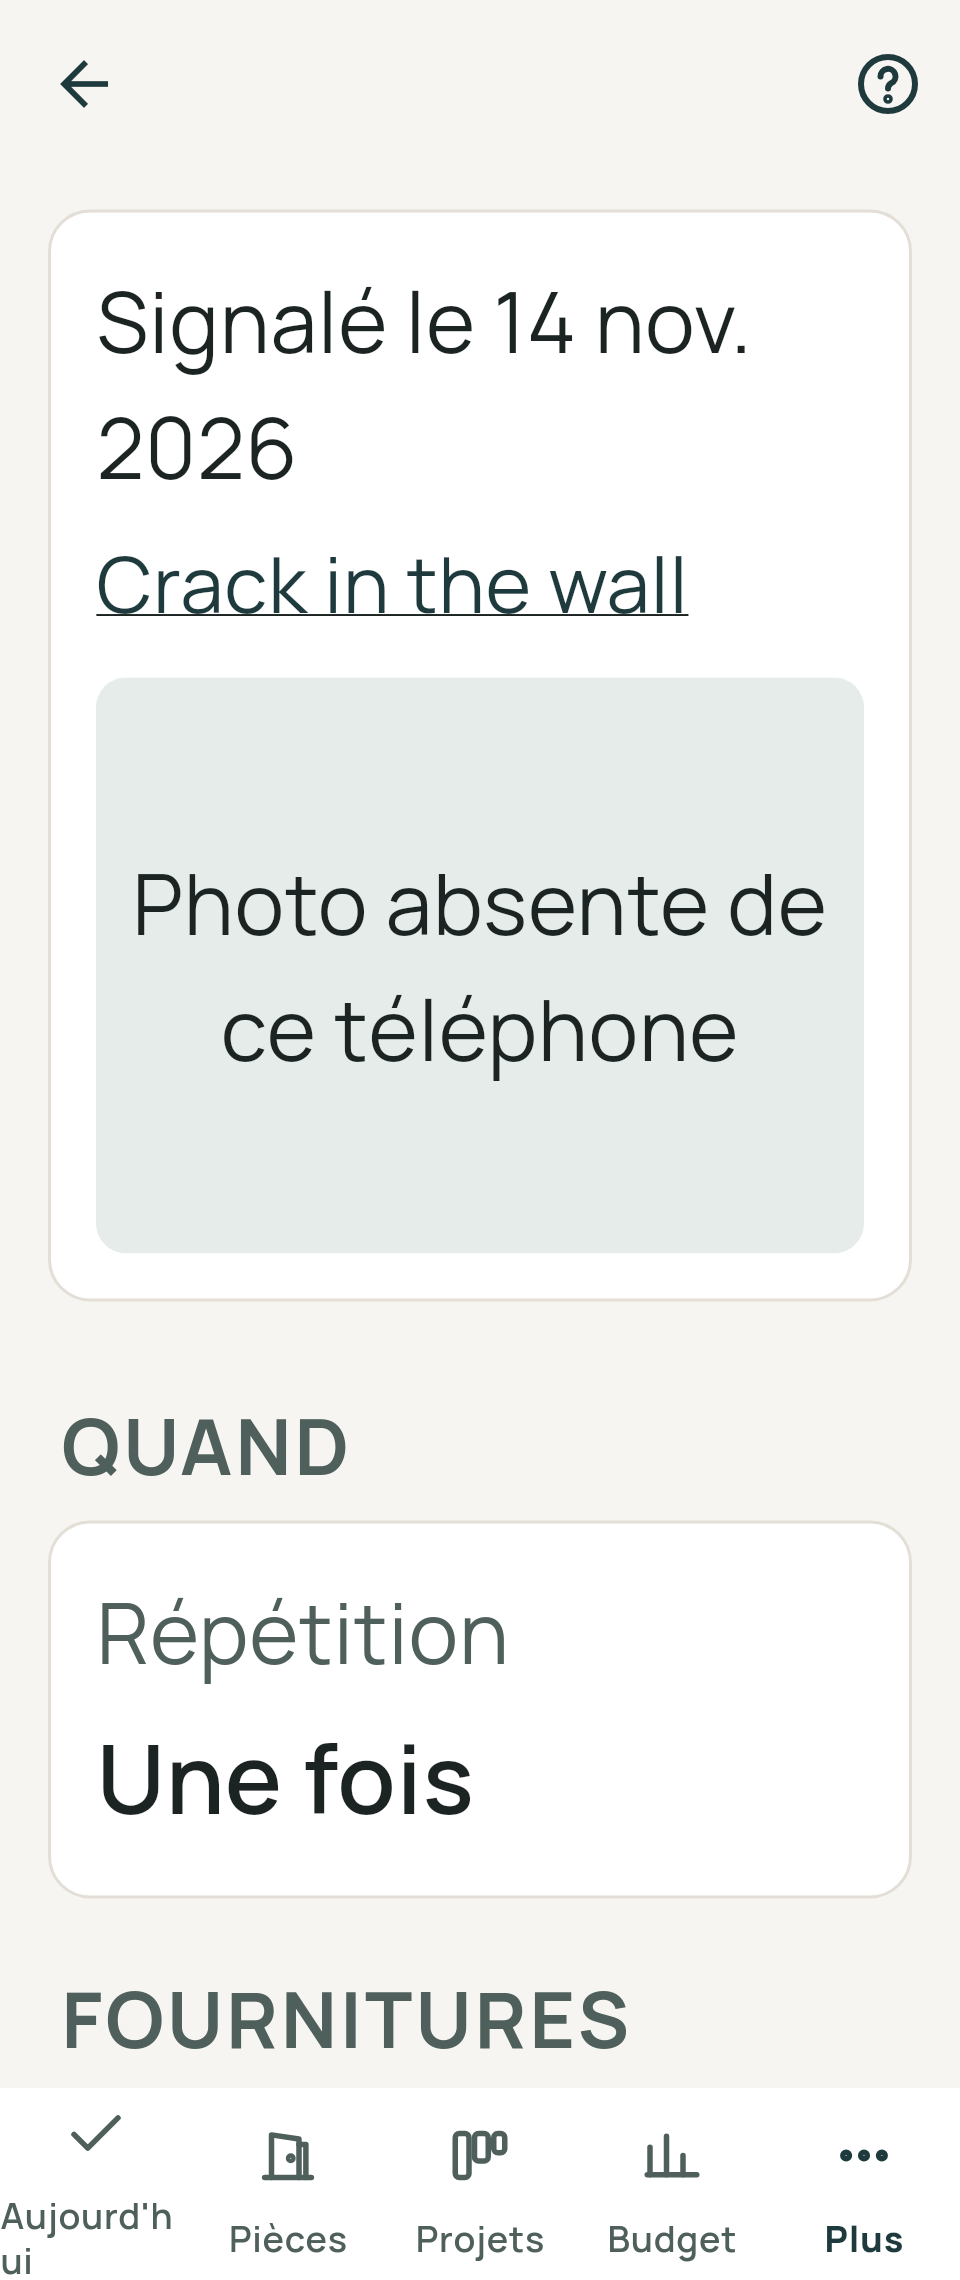 Signalé le 14 nov.
2026
Crack in the wall
Photo absente de
ce téléphone
QUAND
Répétition
Une fois
FOURNITURES
Aujourd'h
ui
Pièces
Projets
Budget
Plus